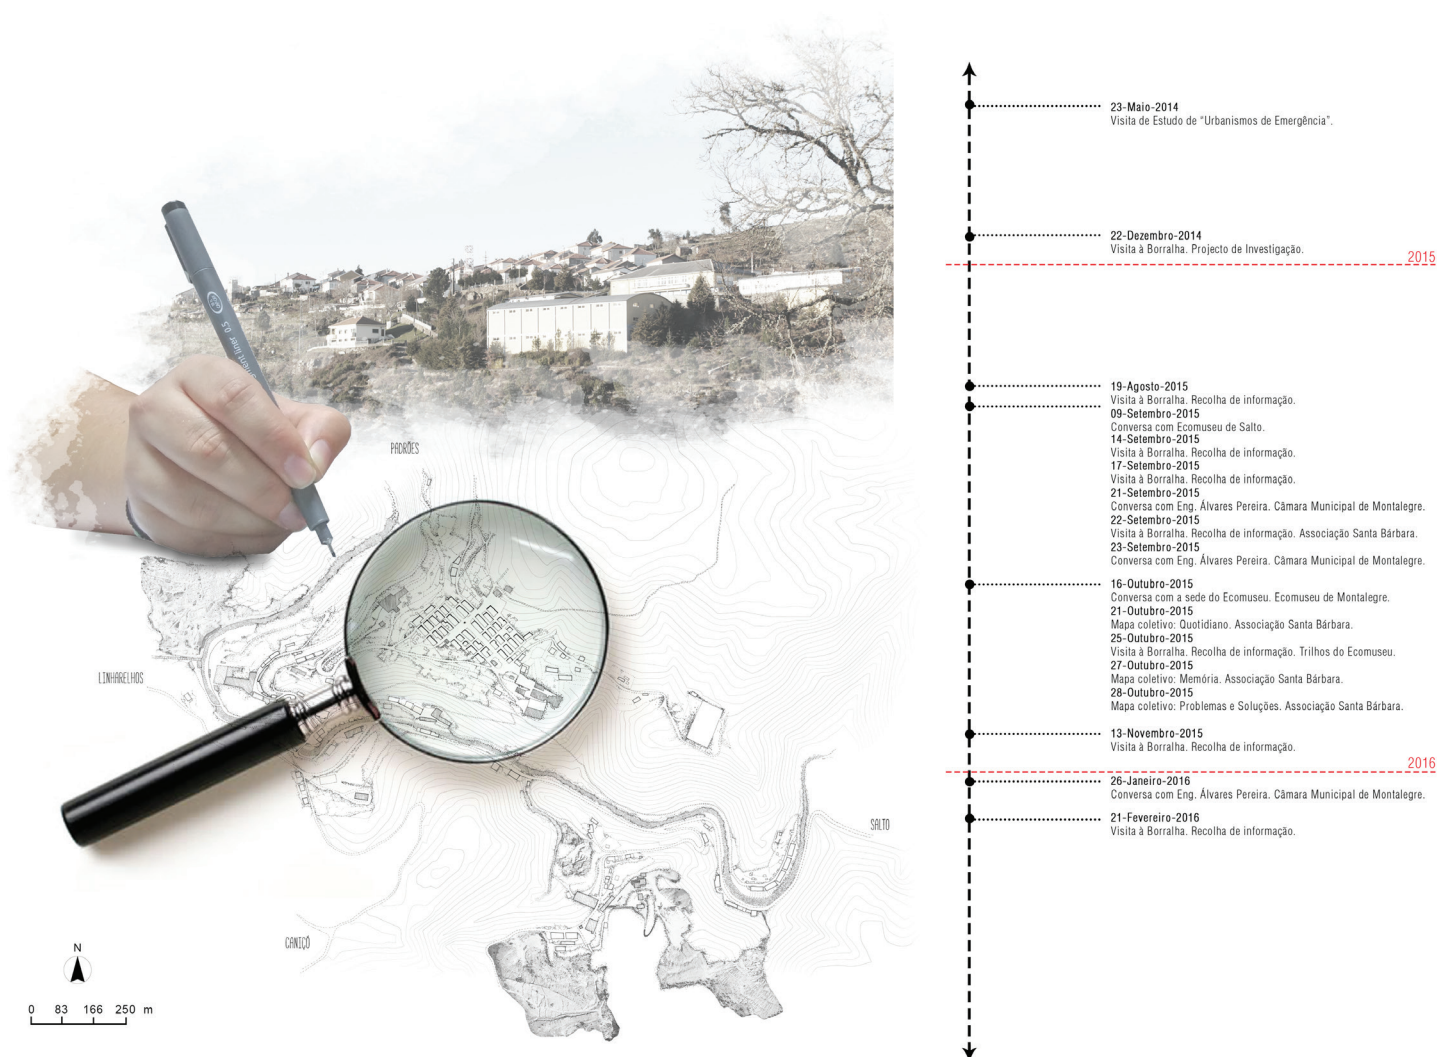 23-Maio-2014
Visita de Estudo de “Urbanismos de Emergência”.
22-Dezembro-2014
Visita à Borralha. Projecto de Investigação.
2015
19-Agosto-2015
Visita à Borralha. Recolha de informação.
09-Setembro-2015
Conversa com Ecomuseu de Salto.
14-Setembro-2015
Visita à Borralha. Recolha de informação.
17-Setembro-2015
Visita à Borralha. Recolha de informação.
21-Setembro-2015
Conversa com Eng. Álvares Pereira. Câmara Municipal de Montalegre.
22-Setembro-2015
Visita à Borralha. Recolha de informação. Associação Santa Bárbara.
23-Setembro-2015
Conversa com Eng. Álvares Pereira. Câmara Municipal de Montalegre.
16-Outubro-2015
Conversa com a sede do Ecomuseu. Ecomuseu de Montalegre.
21-Outubro-2015
Mapa coletivo: Quotidiano. Associação Santa Bárbara.
25-Outubro-2015
Visita à Borralha. Recolha de informação. Trilhos do Ecomuseu.
27-Outubro-2015
Mapa coletivo: Memória. Associação Santa Bárbara.
28-Outubro-2015
Mapa coletivo: Problemas e Soluções. Associação Santa Bárbara.
13-Novembro-2015
Visita à Borralha. Recolha de informação.
2016
26-Janeiro-2016
Conversa com Eng. Álvares Pereira. Câmara Municipal de Montalegre.
21-Fevereiro-2016
Visita à Borralha. Recolha de informação.
ment liner 0.5
PADRÕES
LINHARELHOS
SALTO
CANIÇÓ
N
0 83 166 250 m